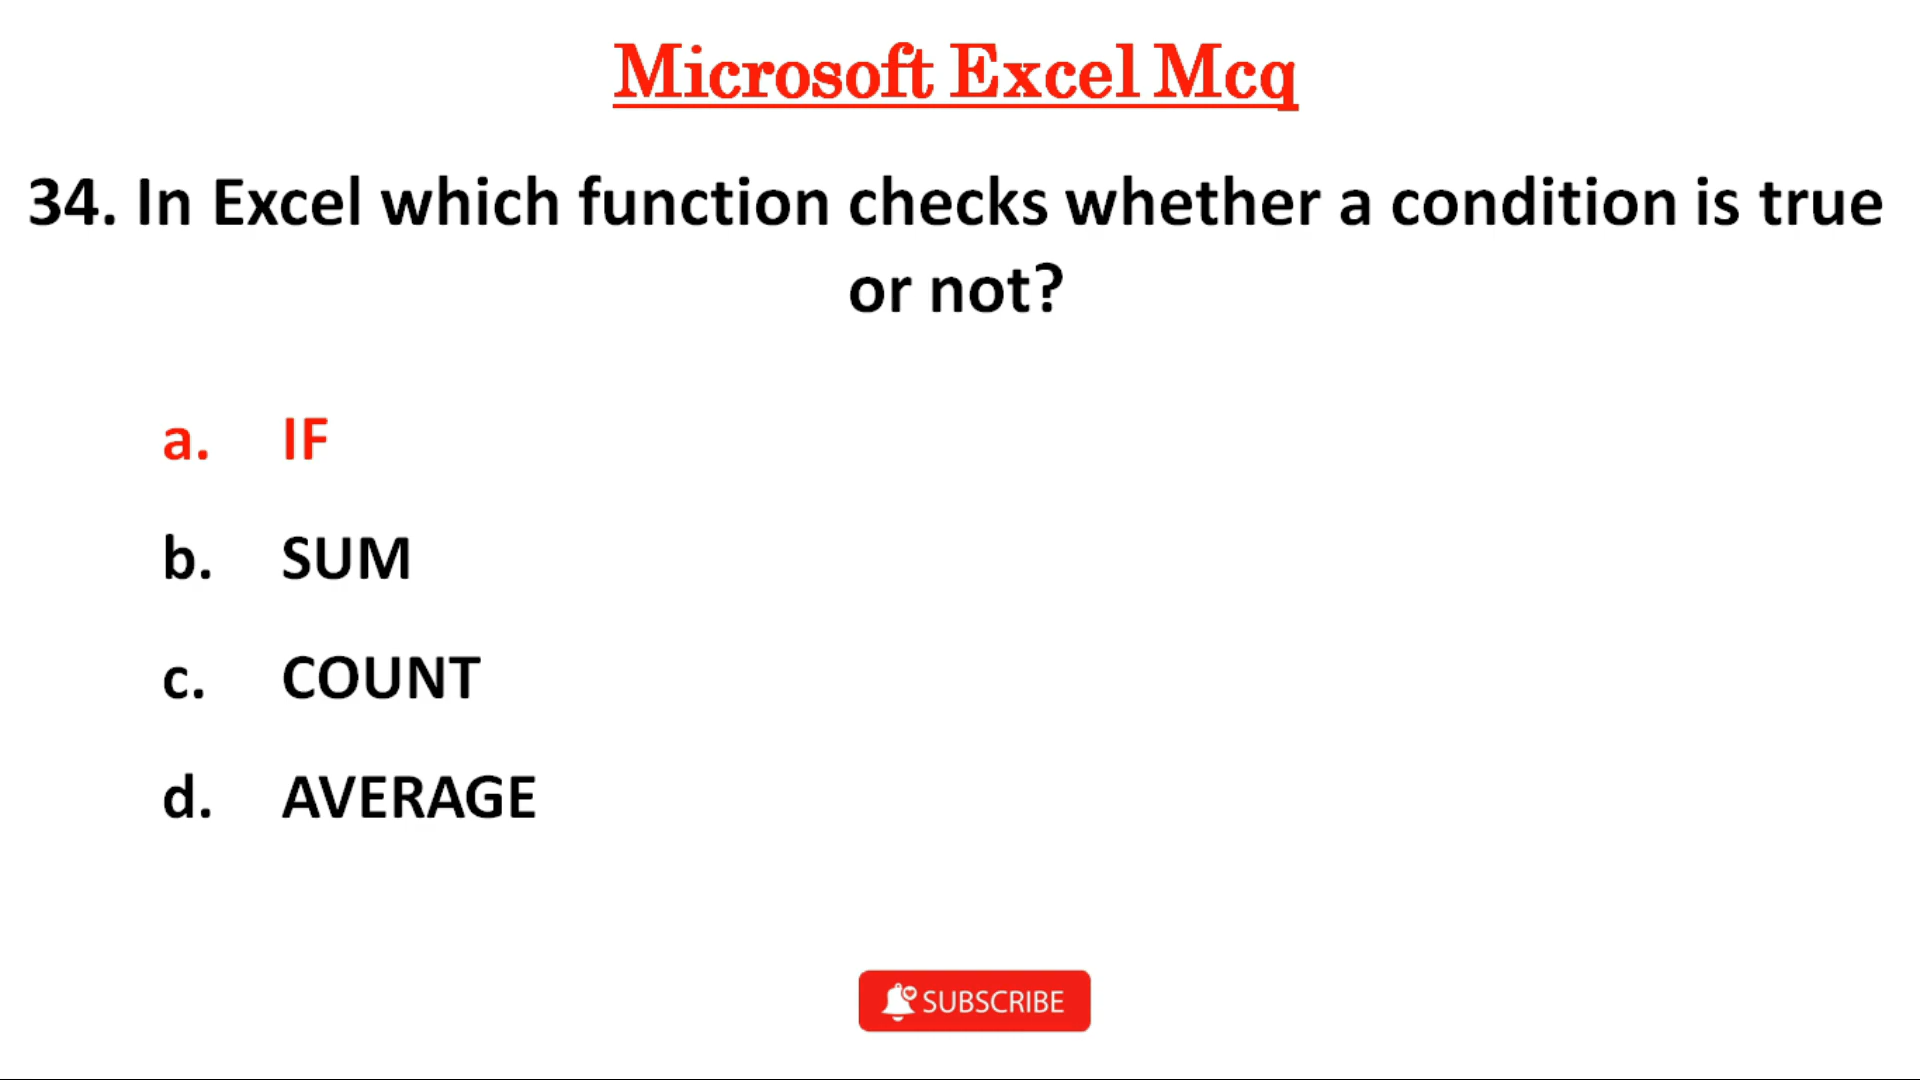 Microsoft Excel Mcq
34. In Excel which function checks whether a condition is true
or not?
a. IF
b. SUM
c. COUNT
d. AVERAGE
SUBSCRIBE